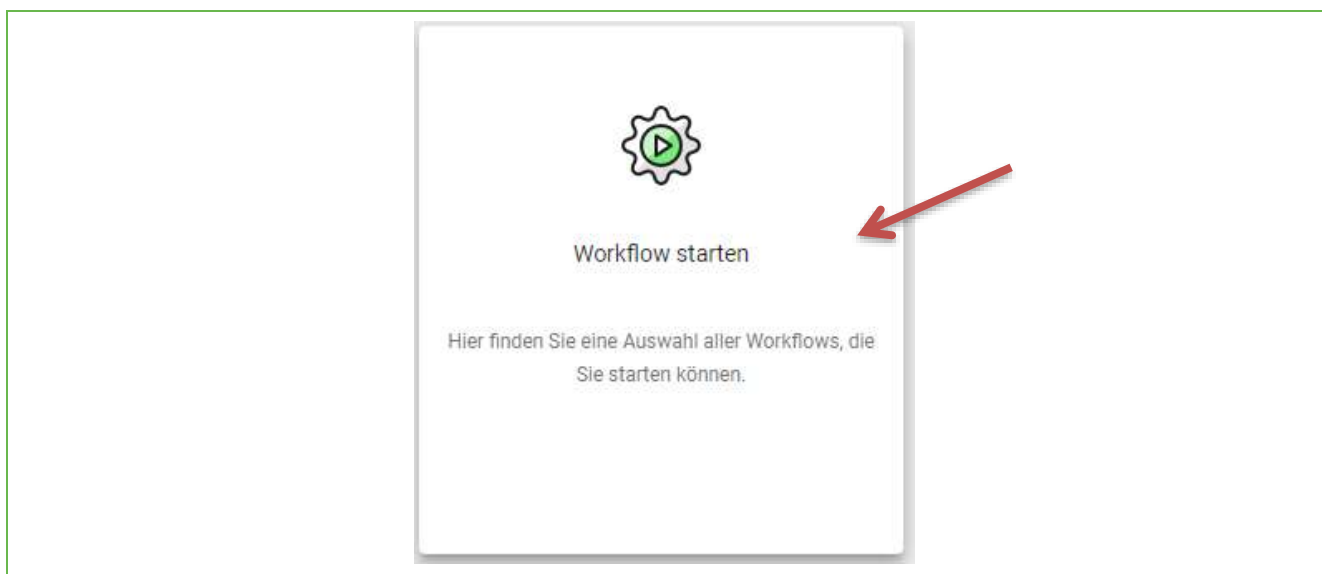 Workflow starten
Hier finden Sie eine Auswahl aller Workflows, die
Sie starten können.